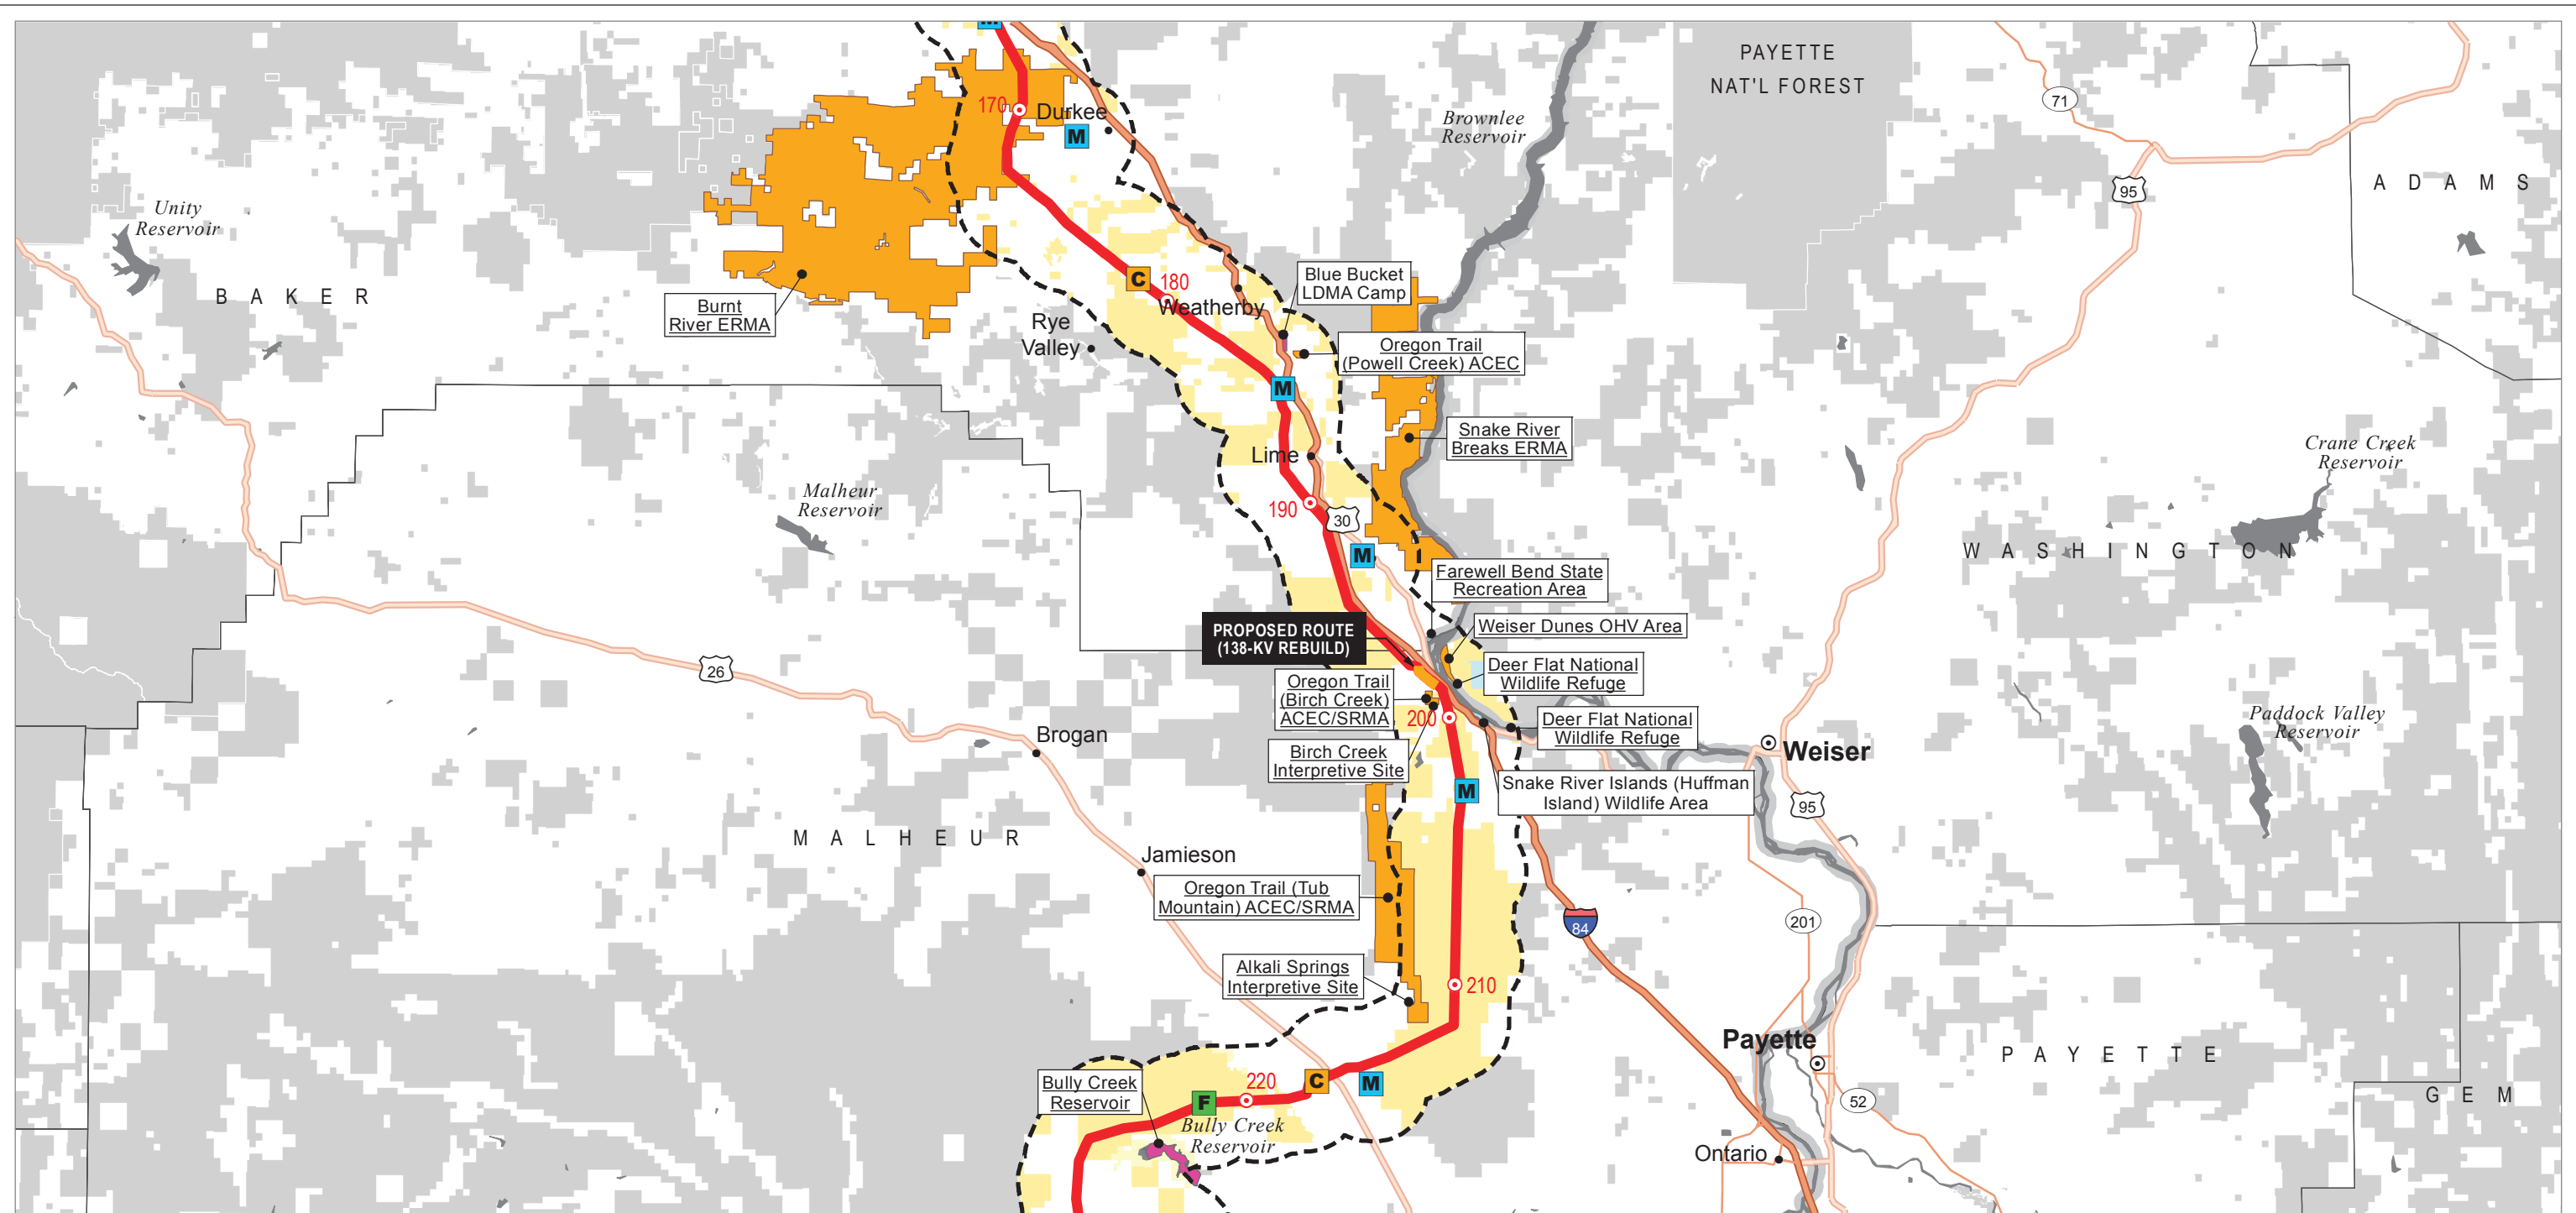 M
PAYETTE
NAT'L FOREST
71
170
Durkee
M
Brownlee
Reservoir
95
A D A M S
Unity
Reservoir
B A K E R
Burnt
River ERMA
C
180
Weatherby
Blue Bucket
LDMA Camp
Rye
Valley
Oregon Trail
(Powell Creek) ACEC
M
Snake River
Breaks ERMA
Lime
Crane Creek
Reservoir
Malheur
Reservoir
190
30
M
W A S H I N G T O N
Farewell Bend State
Recreation Area
PROPOSED ROUTE
(138-KV REBUILD)
Weiser Dunes OHV Area
26
Deer Flat National
Wildlife Refuge
Oregon Trail
(Birch Creek)
ACEC/SRMA
200
Deer Flat National
Wildlife Refuge
Paddock Valley
Reservoir
Brogan
Birch Creek
Interpretive Site
Weiser
M
Snake River Islands (Huffman
Island) Wildlife Area
95
M A L H E U R
Jamieson
Oregon Trail (Tub
Mountain) ACEC/SRMA
84
201
Alkali Springs
Interpretive Site
210
Payette
P A Y E T T E
Bully Creek
Reservoir
F
220
C
M
52
G E M
Bully Creek
Reservoir
Ontario